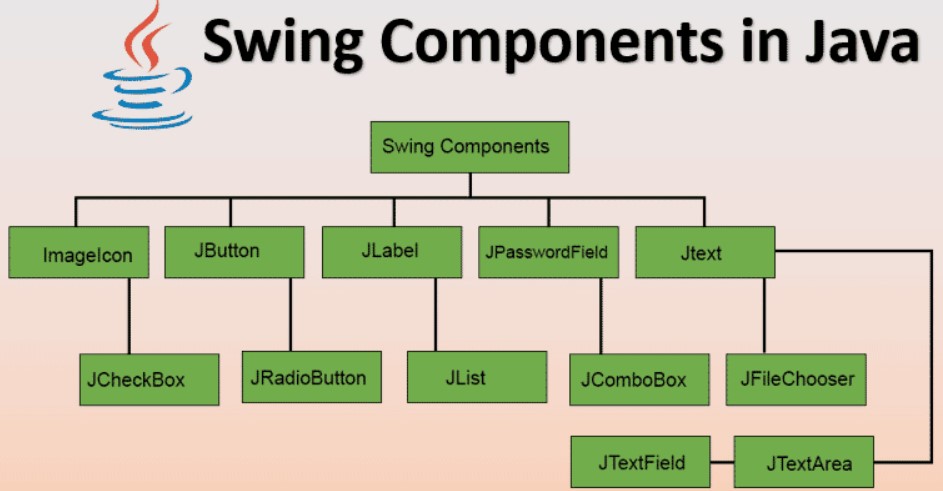 Swing Components in Java
Swing Components
ImageIcon
JButton
JLabel
JPasswordField
Jtext
JCheckBox
JRadioButton
JList
JComboBox
JFileChooser
JTextField
JTextArea